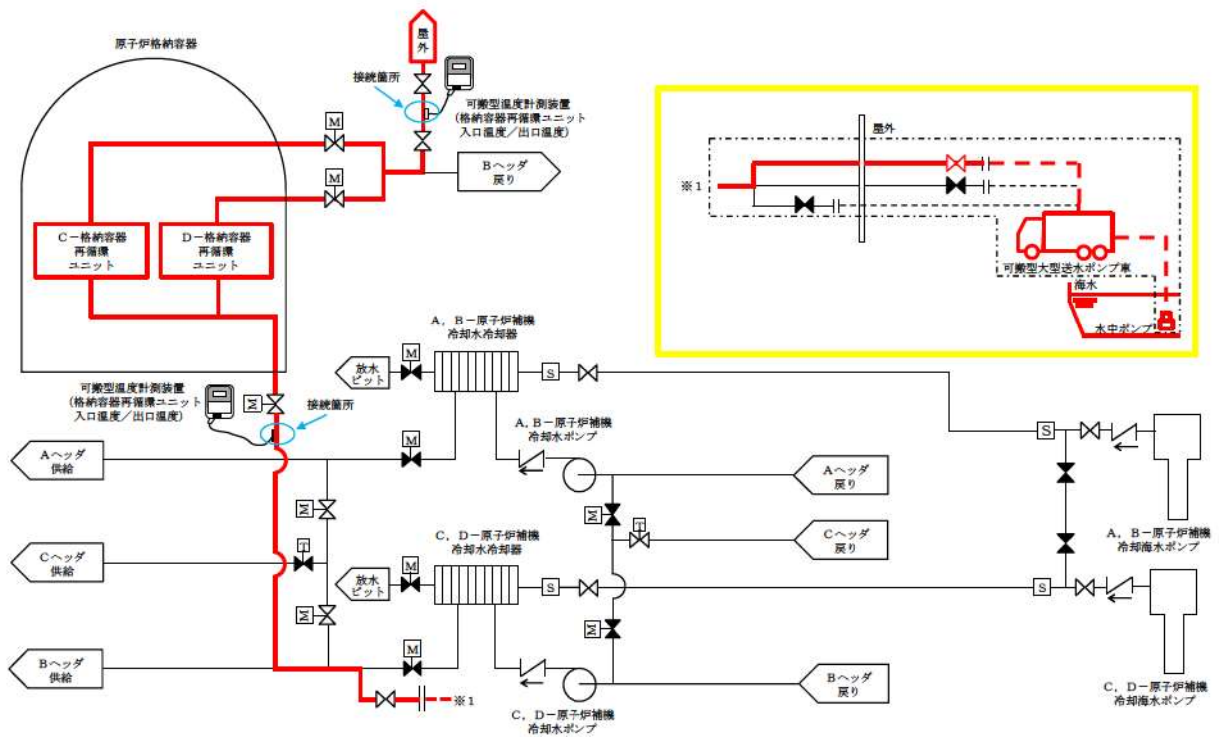 屋外
原子炉格納容器
接続箇所
可搬型温度計測装置
(格納容器再循環ユニット
入口温度/出口温度)
M
M
Bヘッダ
戻り
C-格納容器
再循環
ユニット
D-格納容器
再循環
ユニット
屋外
※1
可搬型大型送水ポンプ車
海水
水中ポンプ
A,B-原子炉補機
冷却水冷却器
放水
ピット
M
S
可搬型温度計測装置
(格納容器再循環ユニット
入口温度/出口温度)
M
接続箇所
A,B-原子炉補機
冷却水ポンプ
S
Aヘッダ
供給
M
Aヘッダ
戻り
M
M
T
A,B-原子炉補機
冷却海水ポンプ
Cヘッダ
供給
T
C,D-原子炉補機
冷却水冷却器
Cヘッダ
戻り
放水
ピット
M
S
S
M
M
Bヘッダ
供給
M
Bヘッダ
戻り
※1
C,D-原子炉補機
冷却水ポンプ
C,D-原子炉補機
冷却海水ポンプ